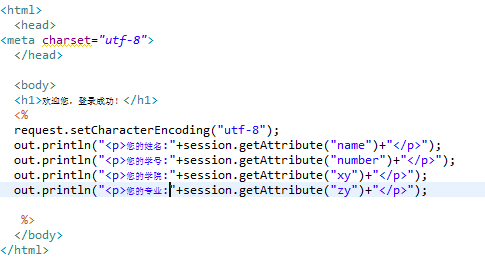 <html>
<head>
<meta charset="utf-8">
</head>
<body>
<h1>欢迎您，登录成功！</h1>
<%
request.setCharacterEncoding("utf-8");
out.println("<p>您的姓名:"+session.getAttribute("name")+"</p>");
out.println("<p>您的学号:"+session.getAttribute("number")+"</p>");
out.println("<p>您的学院:"+session.getAttribute("xy")+"</p>");
out.println("<p>您的专业:"+session.getAttribute("zy")+"</p>");
%>
</body>
</html>